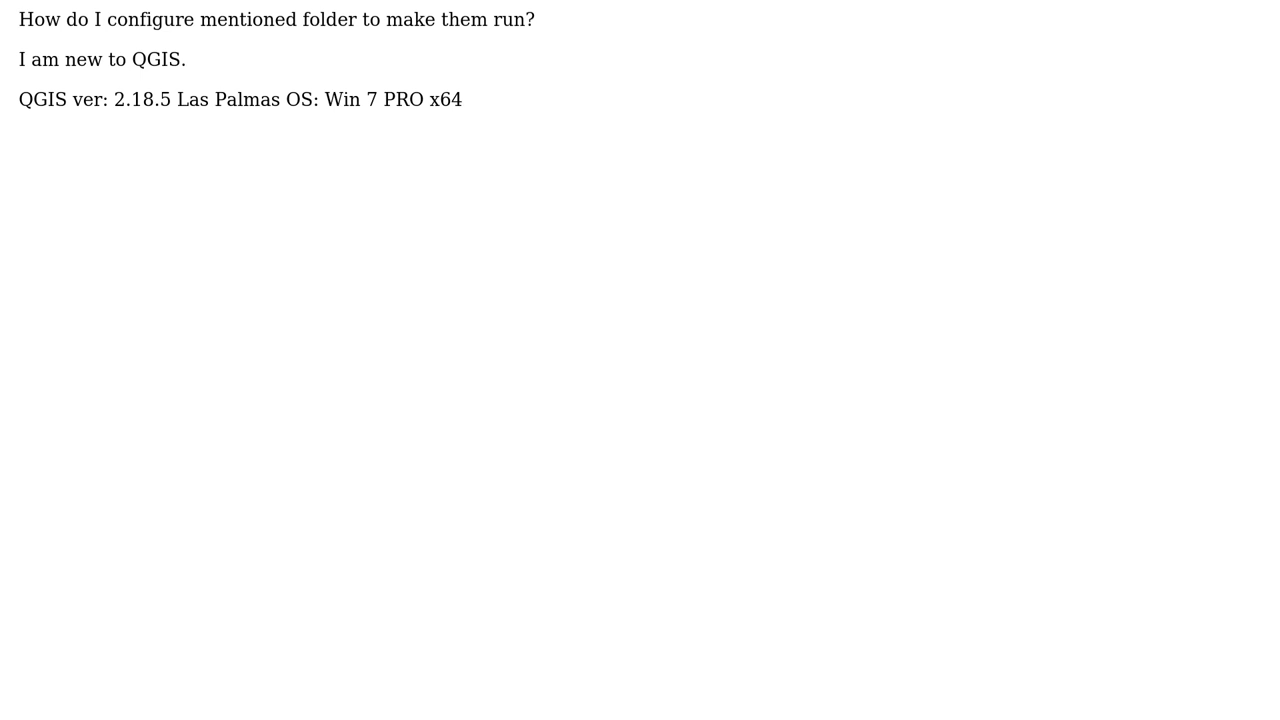 How do I configure mentioned folder to make them run?
I am new to QGIS.
QGIS ver: 2.18.5 Las Palmas OS: Win 7 PRO x64